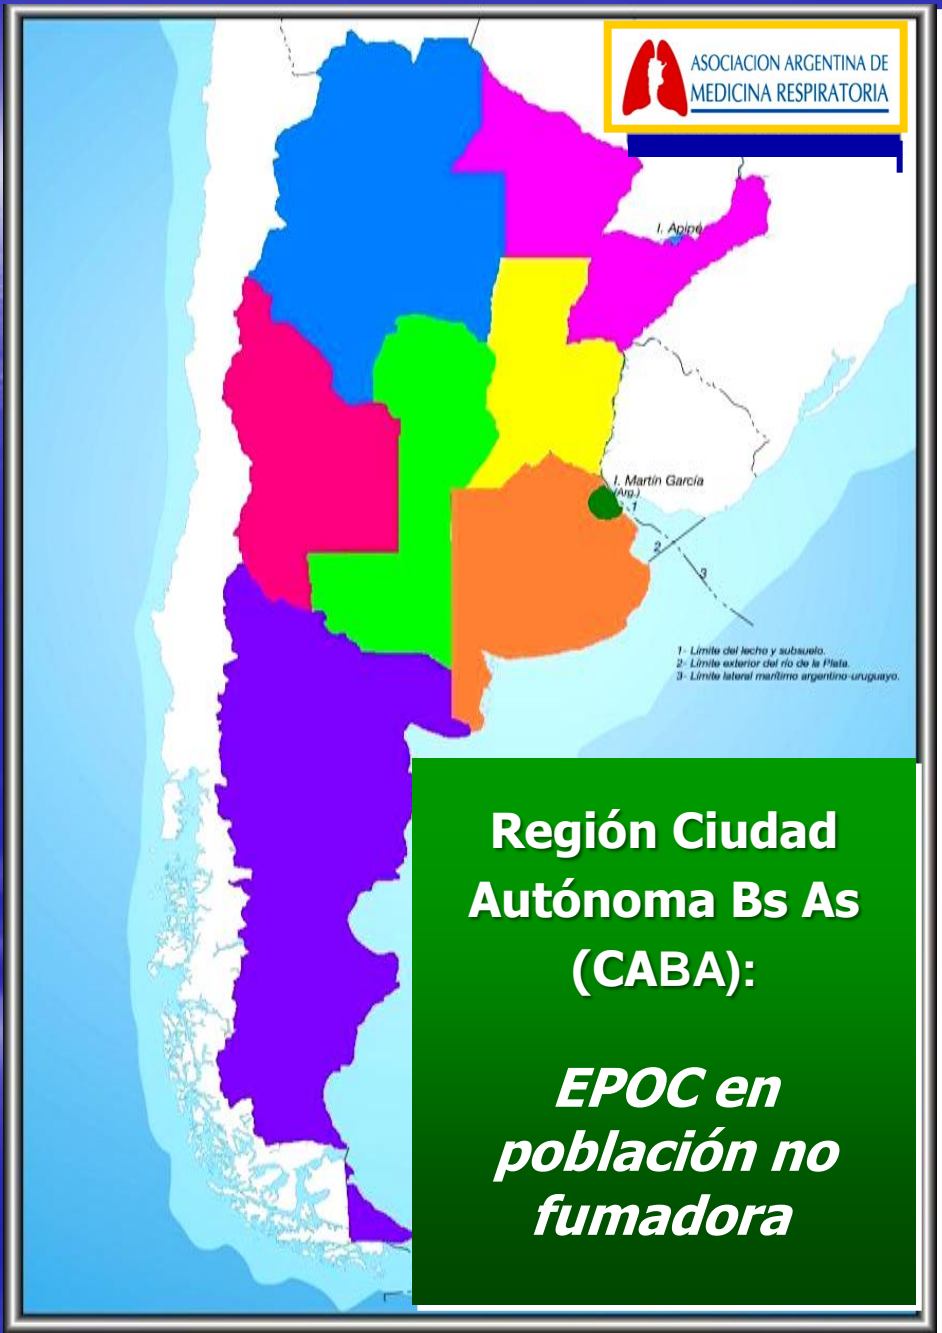 ASOCIACION ARGENTINA DE
MEDICINA RESPIRATORIA
I. Apipé
I. Martín García
(Arg.)
1
2
3
1- Límite del lecho y subsuelo.
2- Límite exterior del río de la Plata.
3- Límite lateral marítimo argentino-uruguayo.
Región Ciudad
Autónoma Bs As
(CABA):
EPOC en
población no
fumadora